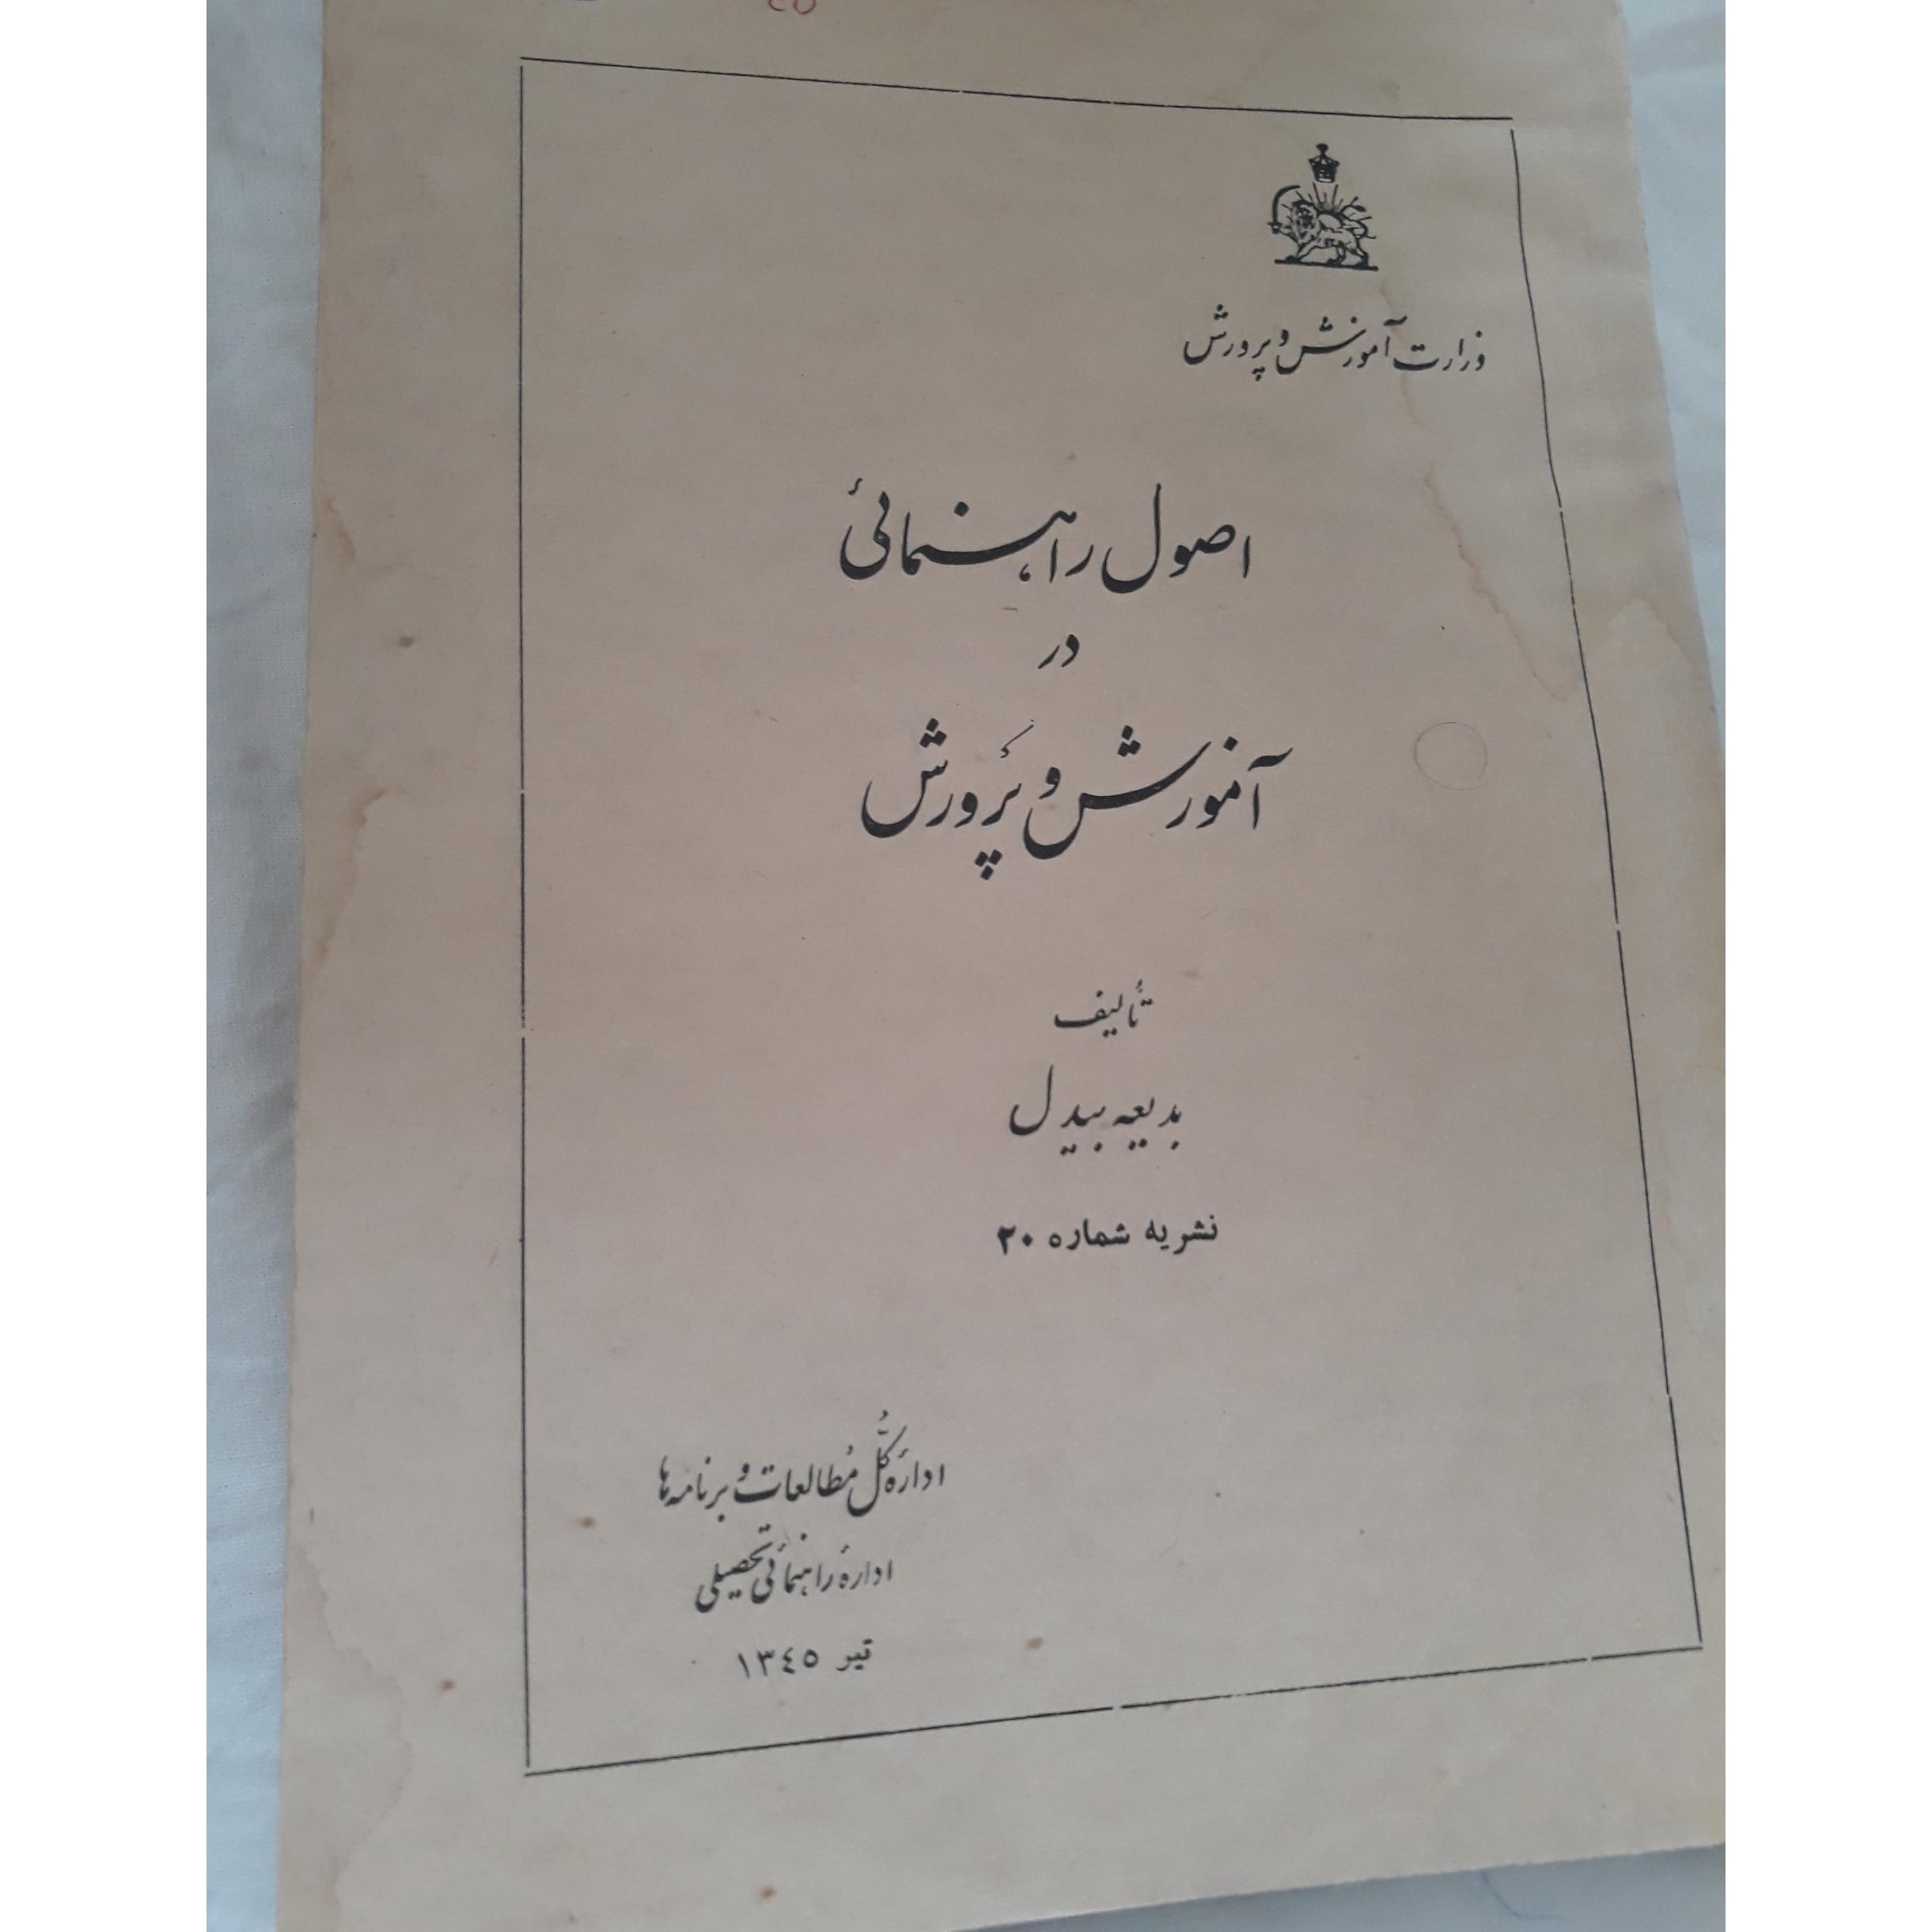 وزارت آموزش و پرورش
اصول راهنمائی
در
آموزش و پرورش
تألیف
بدیعه بیدل
نشریه شماره ۲۰
ادارهٔ کل مطالعات و برنامه ها
ادارهٔ راهنمائی تحصیلی
تیر ۱۳٤٥